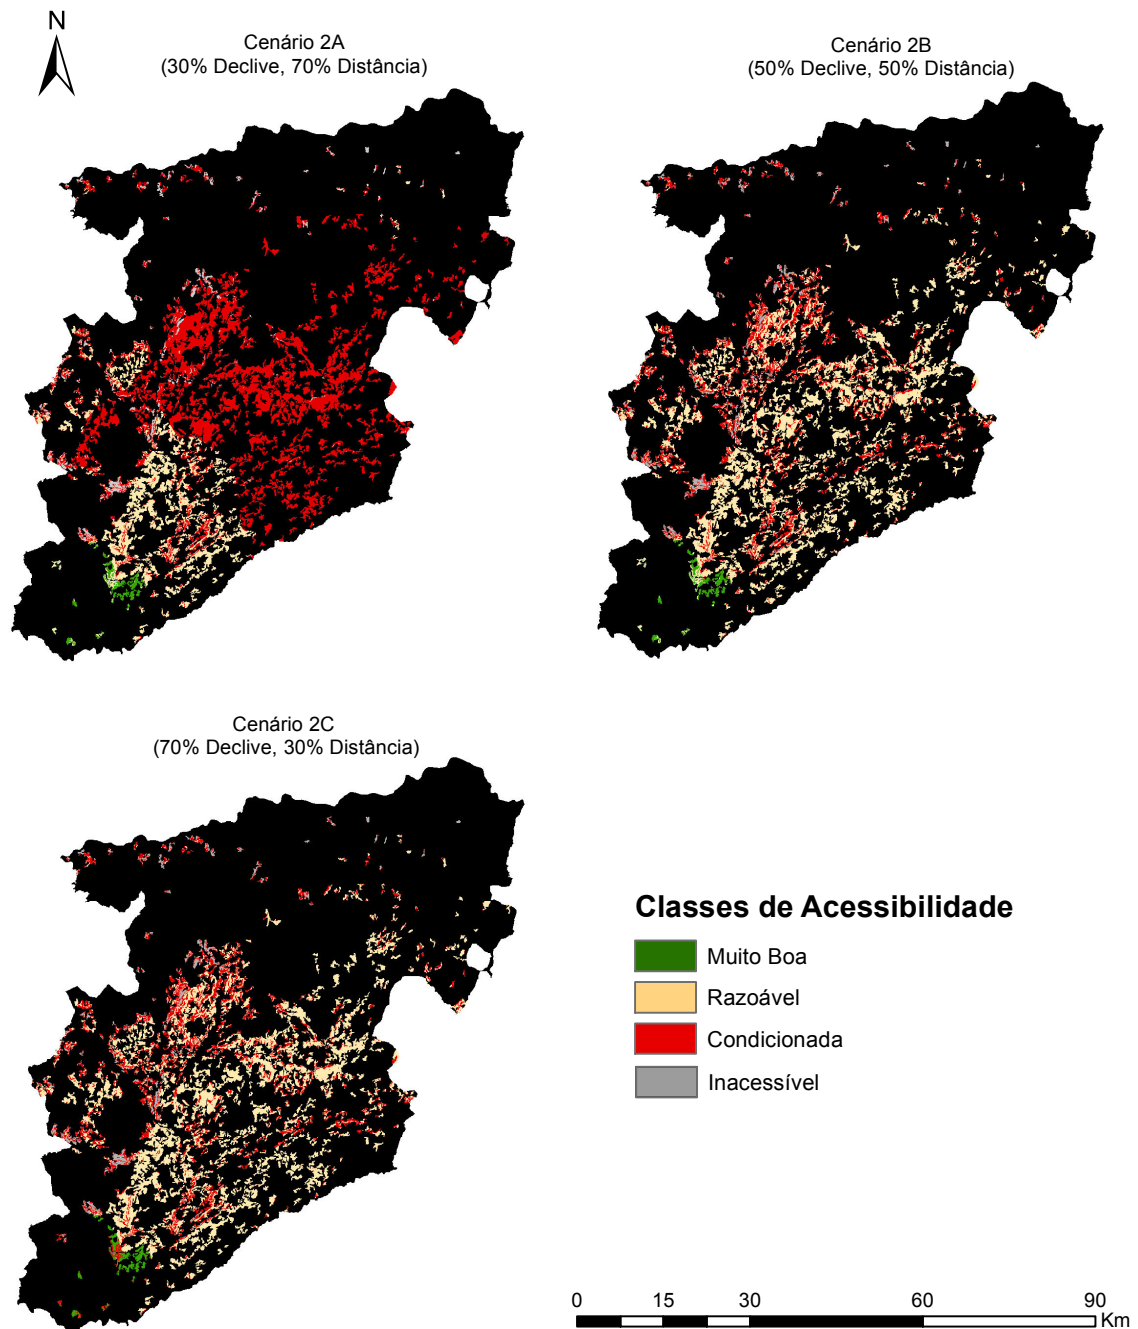 N
Cenário 2A
(30% Declive, 70% Distância)
Cenário 2B
(50% Declive, 50% Distância)
Cenário 2C
(70% Declive, 30% Distância)
Classes de Acessibilidade
Muito Boa
Razoável
Condicionada
Inacessível
0 15 30 60 90
Km